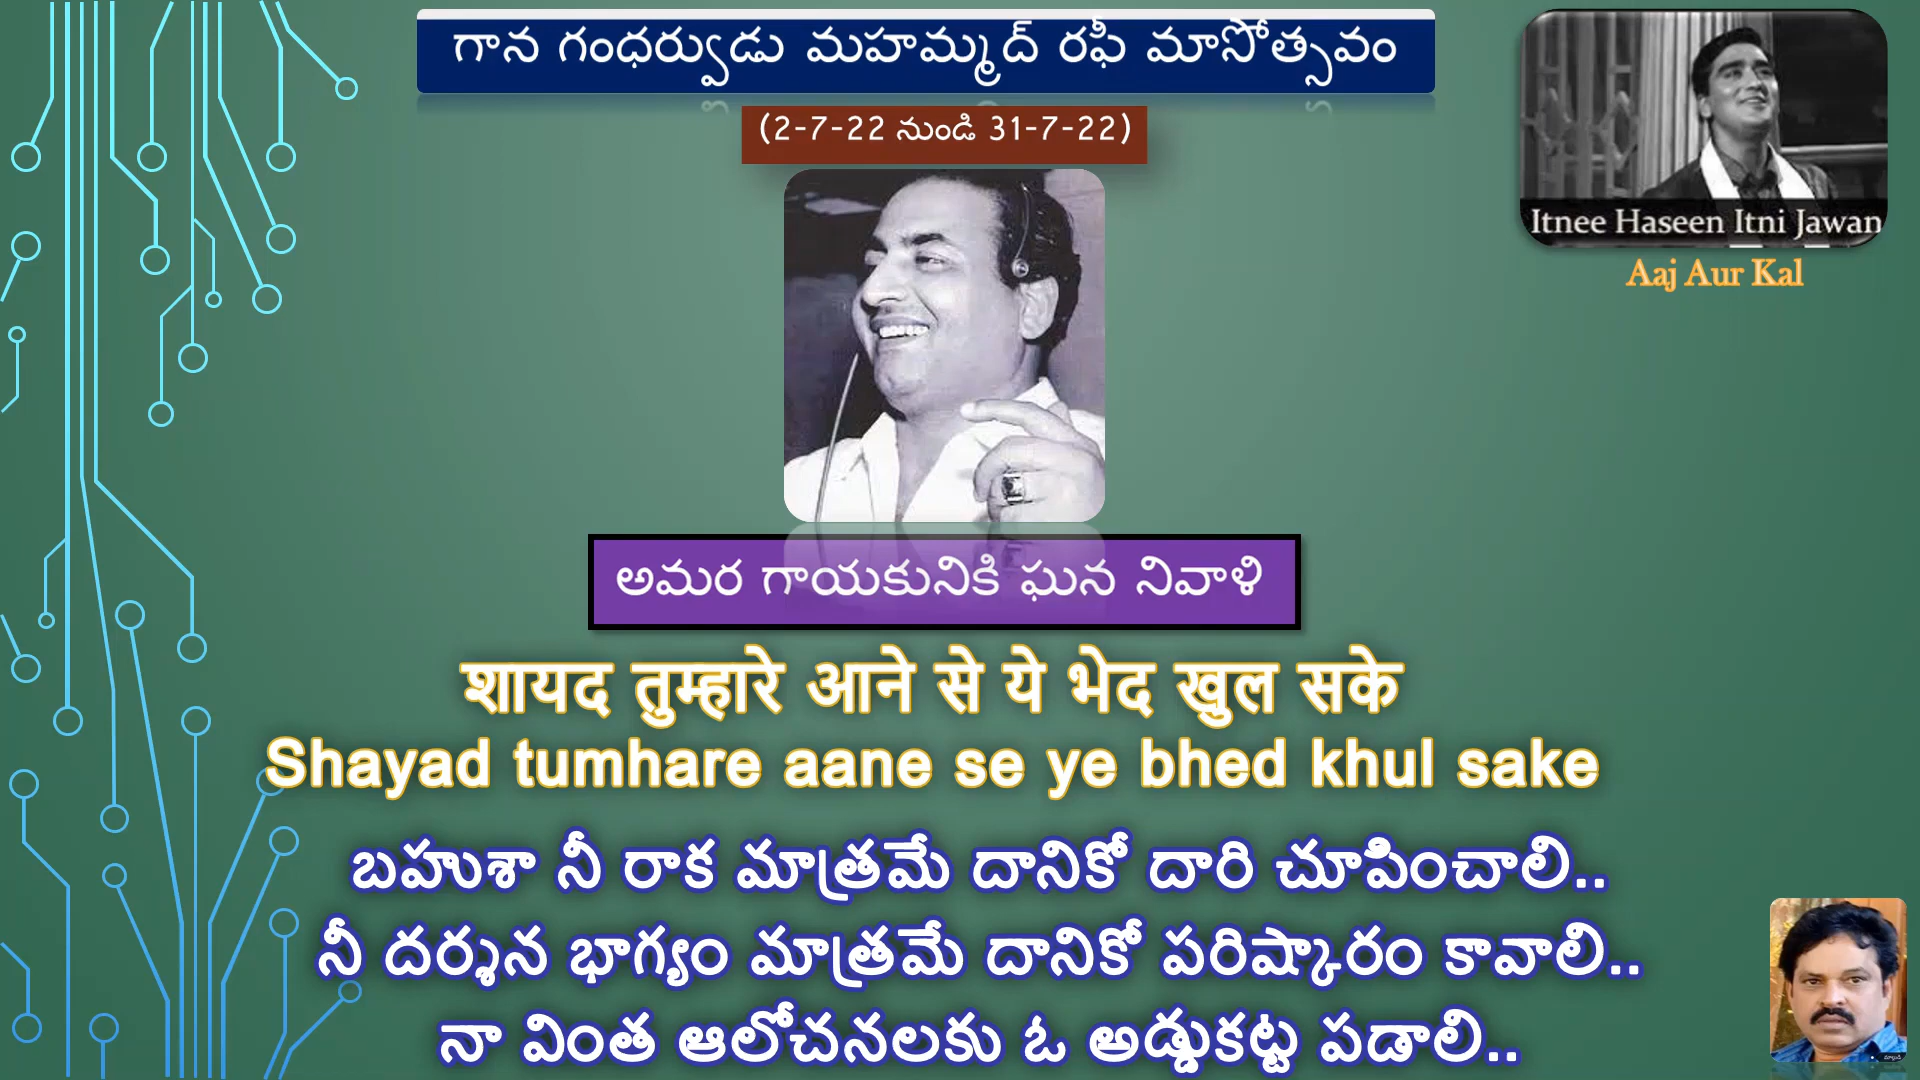 గాన గంధర్వుడు మహమ్మద్ రఫీ మాసోత్సవం
(2-7-22 నుండి 31-7-22)
Itnee Haseen Itni Jawan
Aaj Aur Kal
అమర గాయకునికి ఘన నివాళి
शायद तुम्हारे आने से ये भेद खुल सके
Shayad tumhare aane se ye bhed khul sake
బహుశా నీ రాక మాత్రమే దానికో దారి చూపించాలి..
నీ దర్శన భాగ్యం మాత్రమే దానికో పరిష్కారం కావాలి..
నా వింత ఆలోచనలకు ఓ అడ్డుకట్ట పడాలి..